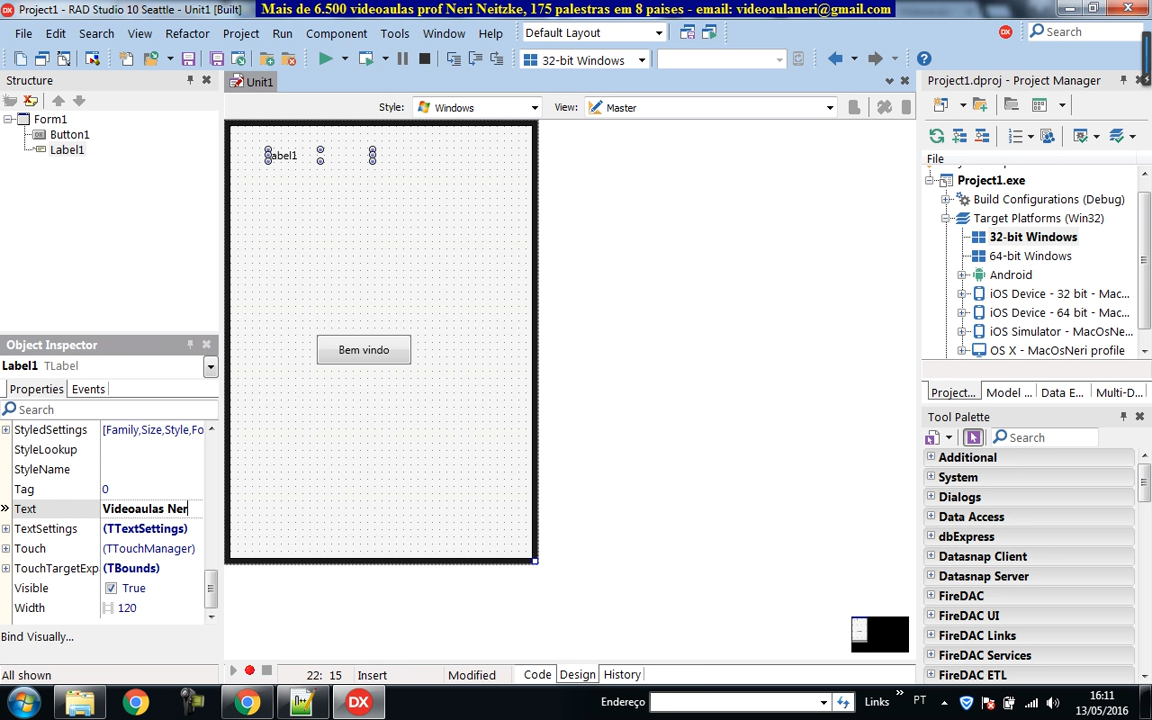 Project1 - RAD Studio 10 Seattle - Unit1 [Built]
Mais de 6.500 videoaulas prof Neri Neitzke, 175 palestras em 8 paises - email: videoaulaneri@gmail.com
File Edit Search View Refactor Project Run Component Tools Window Help
Default Layout
DX
Search
32-bit Windows
Structure
Unit1
Project1.dproj - Project Manager
Form1
Button1
Label1
Style:
Windows
View:
Master
Label1
Bem vindo
File
Project1.exe
Build Configurations (Debug)
Target Platforms (Win32)
32-bit Windows
64-bit Windows
Android
iOS Device - 32 bit - Mac...
iOS Device - 64 bit - Mac...
iOS Simulator - MacOsNe...
OS X - MacOsNeri profile
Project... Model ... Data E... Multi-D...
Object Inspector
Label1 TLabel
Properties Events
Search
StyledSettings [Family,Size,Style,Fo
StyleLookup
StyleName
Tag 0
Text Videoaulas Ner
TextSettings (TTextSettings)
Touch (TTouchManager)
TouchTargetExp (TBounds)
Visible True
Width 120
Bind Visually...
All shown
Tool Palette
Search
Additional
System
Dialogs
Data Access
dbExpress
Datasnap Client
Datasnap Server
FireDAC
FireDAC UI
FireDAC Links
FireDAC Services
FireDAC ETL
22: 15 Insert Modified Code Design History
DX
Endereço
Links
PT
16:11
13/05/2016